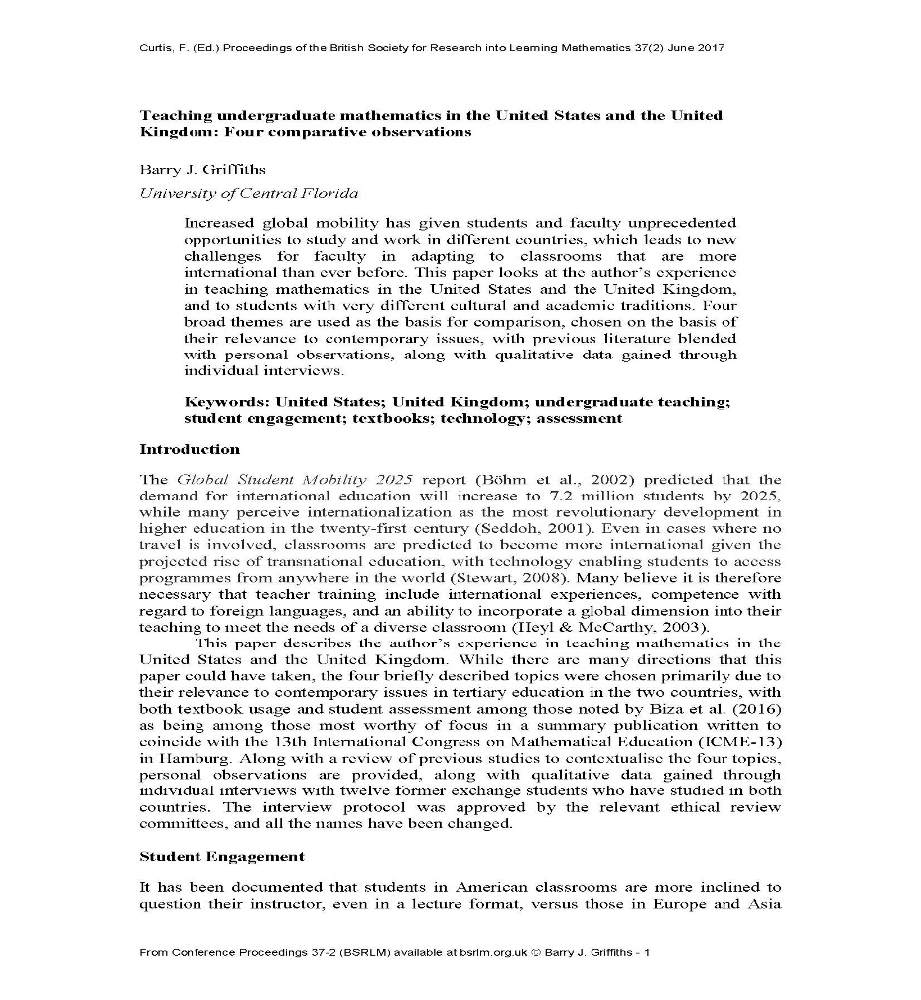 Curtis, F. (Ed.) Proceedings of the British Society for Research into Learning Mathematics 37(2) June 2017
Teaching undergraduate mathematics in the United States and the United
Kingdom: Four comparative observations
Barry J. Griffiths
University of Central Florida
Increased global mobility has given students and faculty unprecedented
opportunities to study and work in different countries, which leads to new
challenges for faculty in adapting to classrooms that are more
international than ever before. This paper looks at the author's experience
in teaching mathematics in the United States and the United Kingdom,
and to students with very different cultural and academic traditions. Four
broad themes are used as the basis for comparison, chosen on the basis of
their relevance to contemporary issues, with previous literature blended
with personal observations, along with qualitative data gained through
individual interviews.
Keywords: United States; United Kingdom; undergraduate teaching;
student engagement; textbooks; technology; assessment
Introduction
The Global Student Mobility 2025 report (Böhm et al., 2002) predicted that the
demand for international education will increase to 7.2 million students by 2025,
while many perceive internationalization as the most revolutionary development in
higher education in the twenty-first century (Seddoh, 2001). Even in cases where no
travel is involved, classrooms are predicted to become more international given the
projected rise of transnational education, with technology enabling students to access
programmes from anywhere in the world (Stewart, 2008). Many believe it is therefore
necessary that teacher training include international experiences, competence with
regard to foreign languages, and an ability to incorporate a global dimension into their
teaching to meet the needs of a diverse classroom (Heyl & McCarthy, 2003).
This paper describes the author's experience in teaching mathematics in the
United States and the United Kingdom. While there are many directions that this
paper could have taken, the four briefly described topics were chosen primarily due to
their relevance to contemporary issues in tertiary education in the two countries, with
both textbook usage and student assessment among those noted by Biza et al. (2016)
as being among those most worthy of focus in a summary publication written to
coincide with the 13th International Congress on Mathematical Education (ICME-13)
in Hamburg. Along with a review of previous studies to contextualise the four topics,
personal observations are provided, along with qualitative data gained through
individual interviews with twelve former exchange students who have studied in both
countries. The interview protocol was approved by the relevant ethical review
committees, and all the names have been changed.
Student Engagement
It has been documented that students in American classrooms are more inclined to
question their instructor, even in a lecture format, versus those in Europe and Asia
From Conference Proceedings 37-2 (BSRLM) available at bsrlm.org.uk © Barry J. Griffiths - 1